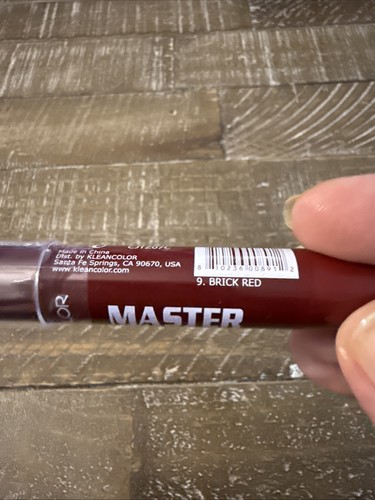 Made in China
Dist. by KLEANCOLOR
Santa Fe Springs, CA 90670, USA
www.kleancolor.com
9. BRICK RED
MASTER
OR